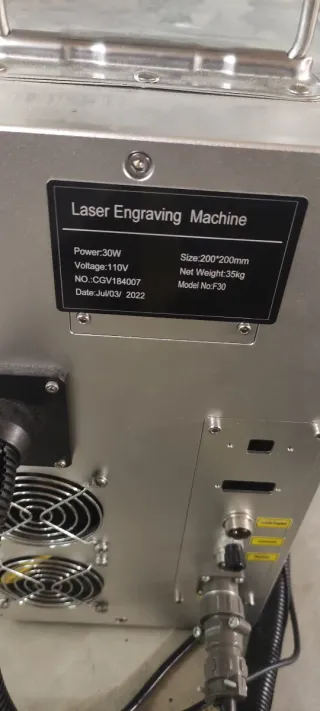 Laser Engraving Machine
Power:30W
Size:200*200mm
Voltage:110V
Net Weight:35kg
NO.:CGV184007
Model No:F30
Date:Jul/03/ 2022